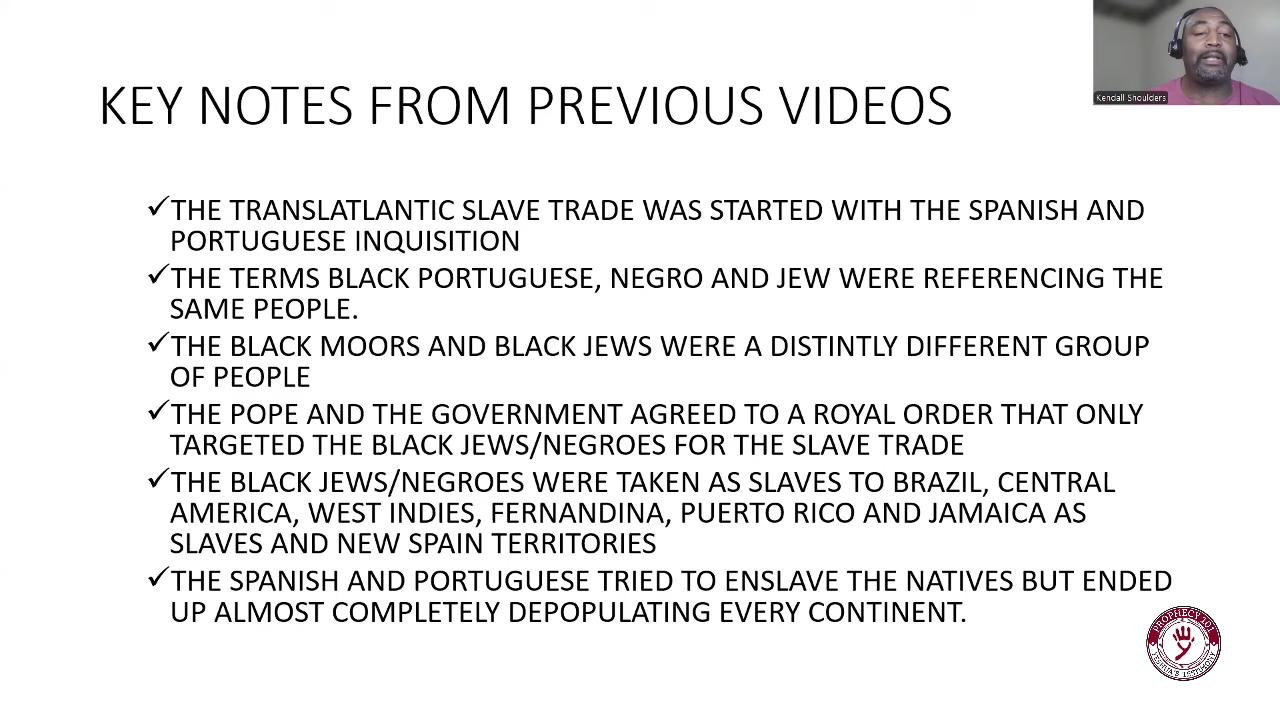 Kendall Shoulders
KEY NOTES FROM PREVIOUS VIDEOS
✓THE TRANSLATLANTIC SLAVE TRADE WAS STARTED WITH THE SPANISH AND
PORTUGUESE INQUISITION
✓THE TERMS BLACK PORTUGUESE, NEGRO AND JEW WERE REFERENCING THE
SAME PEOPLE.
✓THE BLACK MOORS AND BLACK JEWS WERE A DISTINTLY DIFFERENT GROUP
OF PEOPLE
✓THE POPE AND THE GOVERNMENT AGREED TO A ROYAL ORDER THAT ONLY
TARGETED THE BLACK JEWS/NEGROES FOR THE SLAVE TRADE
✓THE BLACK JEWS/NEGROES WERE TAKEN AS SLAVES TO BRAZIL, CENTRAL
AMERICA, WEST INDIES, FERNANDINA, PUERTO RICO AND JAMAICA AS
SLAVES AND NEW SPAIN TERRITORIES
✓THE SPANISH AND PORTUGUESE TRIED TO ENSLAVE THE NATIVES BUT ENDED
UP ALMOST COMPLETELY DEPOPULATING EVERY CONTINENT.
PROPHECY 201
YESHUA'S TESTIMONY